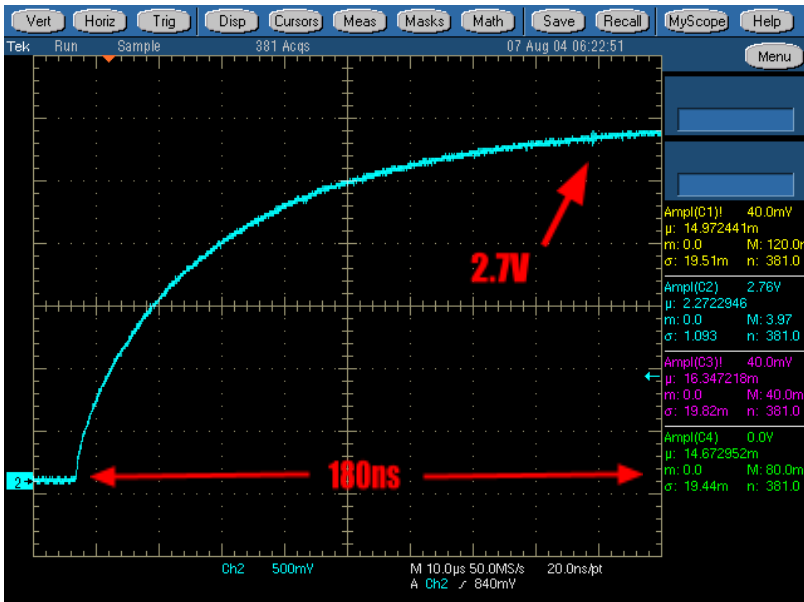 Vert Horiz Trig Disp Cursors Meas Masks Math Save Recall MyScope Help
Tek Run Sample 381 Acqs 07 Aug 04 06:22:51
Menu
Ampl(C1)! 40.0mV
µ: 14.972441m
m: 0.0 M: 120.0m
σ: 19.51m n: 381.0
2.7V
Ampl(C2) 2.76V
µ: 2.2722946
m: 0.0 M: 3.97
σ: 1.093 n: 381.0
Ampl(C3)! 40.0mV
µ: 16.347218m
m: 0.0 M: 40.0m
σ: 19.82m n: 381.0
Ampl(C4) 0.0V
µ: 14.672952m
m: 0.0 M: 80.0m
σ: 19.44m n: 381.0
2
180ns
Ch2 500mV M 10.0µs 50.0MS/s 20.0ns/pt
A Ch2 840mV